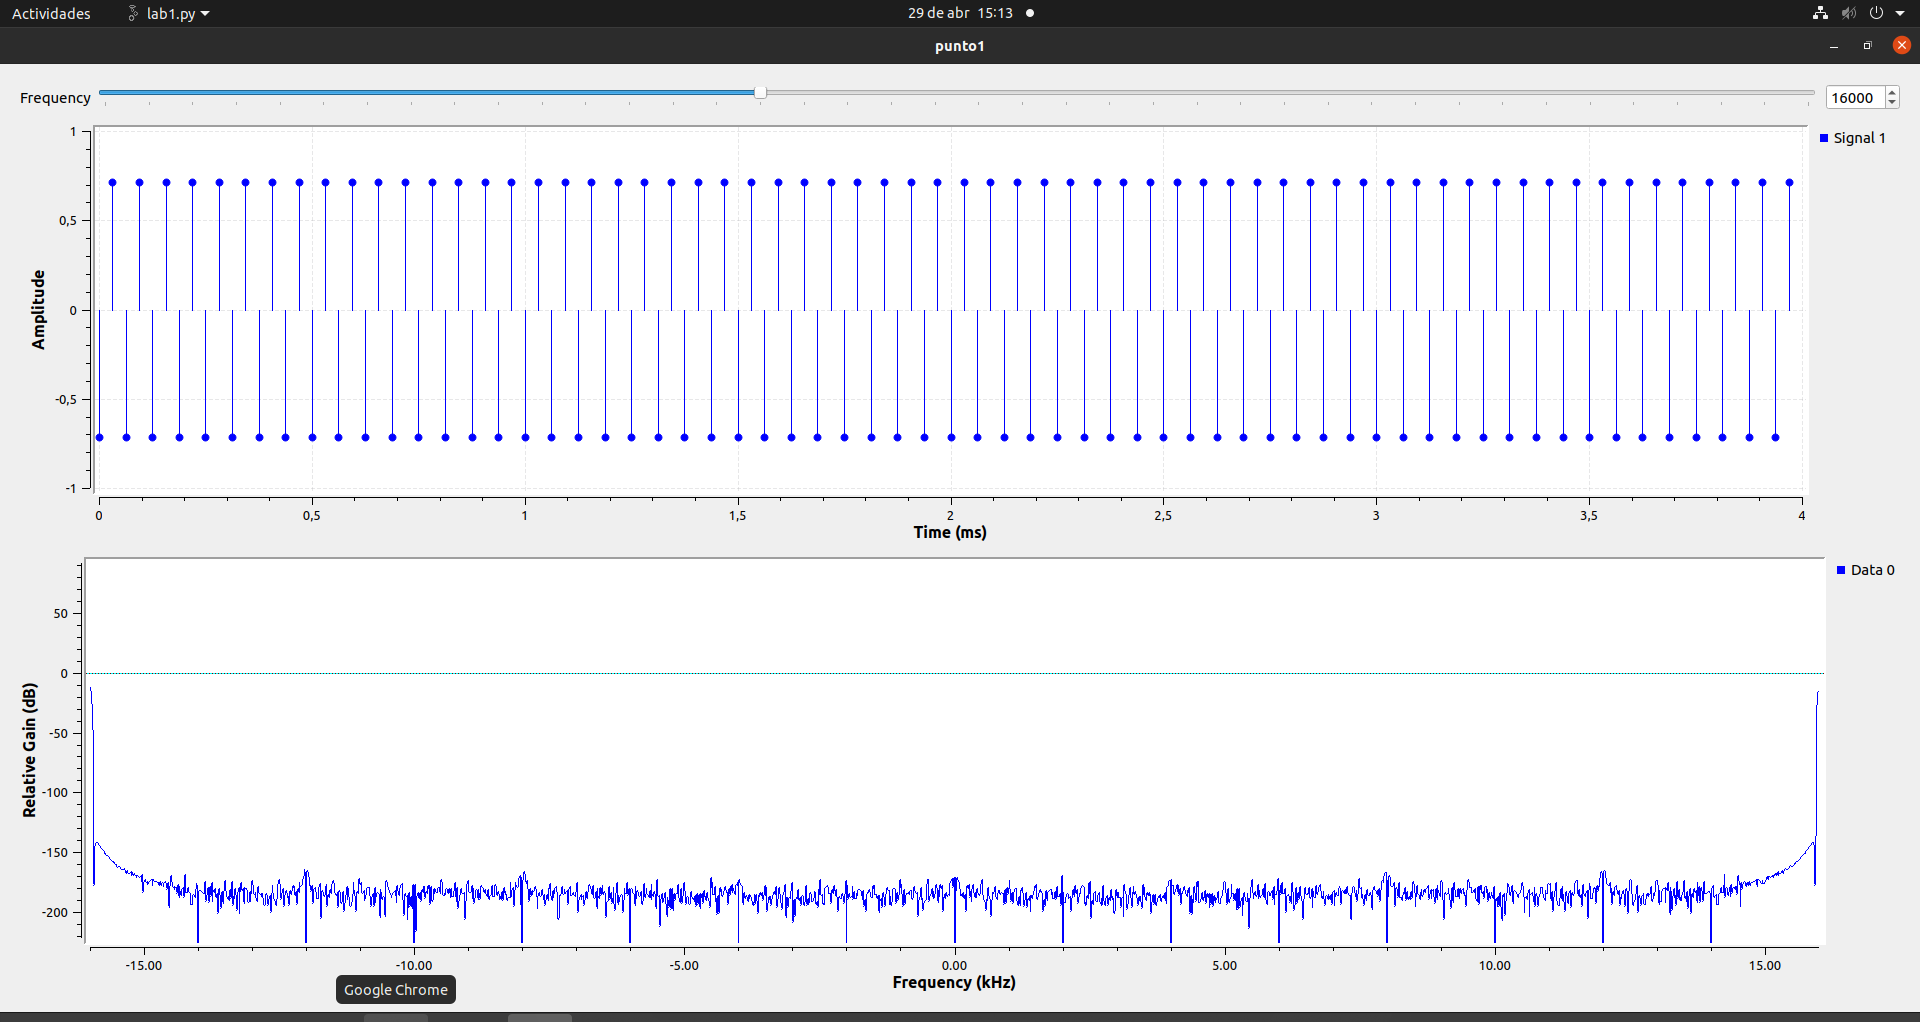 Actividades lab1.py 29 de abr 15:13
punto1
Frequency 16000
Signal 1
1
0,5
0
-0,5
-1
Amplitude
0 0,5 1 1,5 2 2,5 3 3,5 4
Time (ms)
Data 0
50
0
-50
-100
-150
-200
Relative Gain (dB)
-15.00 -10.00 -5.00 0.00 5.00 10.00 15.00
Frequency (kHz)
Google Chrome